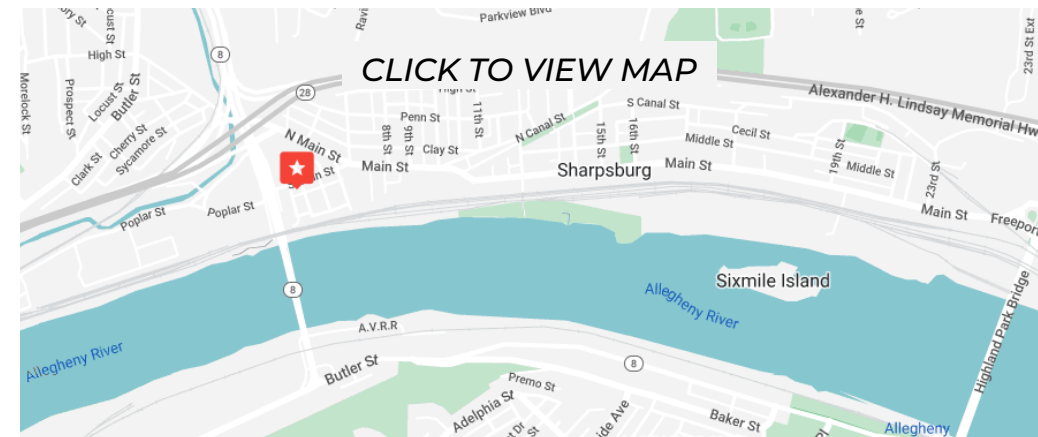 Parkview Blvd
High St
8
CLICK TO VIEW MAP
23rd St Ext
28
Morelock St
Prospect St
Locust St
Butler St
Cherry St
Sycamore St
Clark St
N Main St
8th St
9th St
Penn St
Clay St
11th St
N Canal St
S Canal St
15th St
16th St
Middle St
Cecil St
Alexander H. Lindsay Memorial Hw
19th St
Middle St
23rd St
Main St
Sharpsburg
Main St
Main St
Freeport
Poplar St
Poplar St
8
Sixmile Island
Allegheny River
Allegheny River
Highland Park Bridge
A.V.R.R
Butler St
8
Premo St
Adelphia St
Baker St
Allegheny